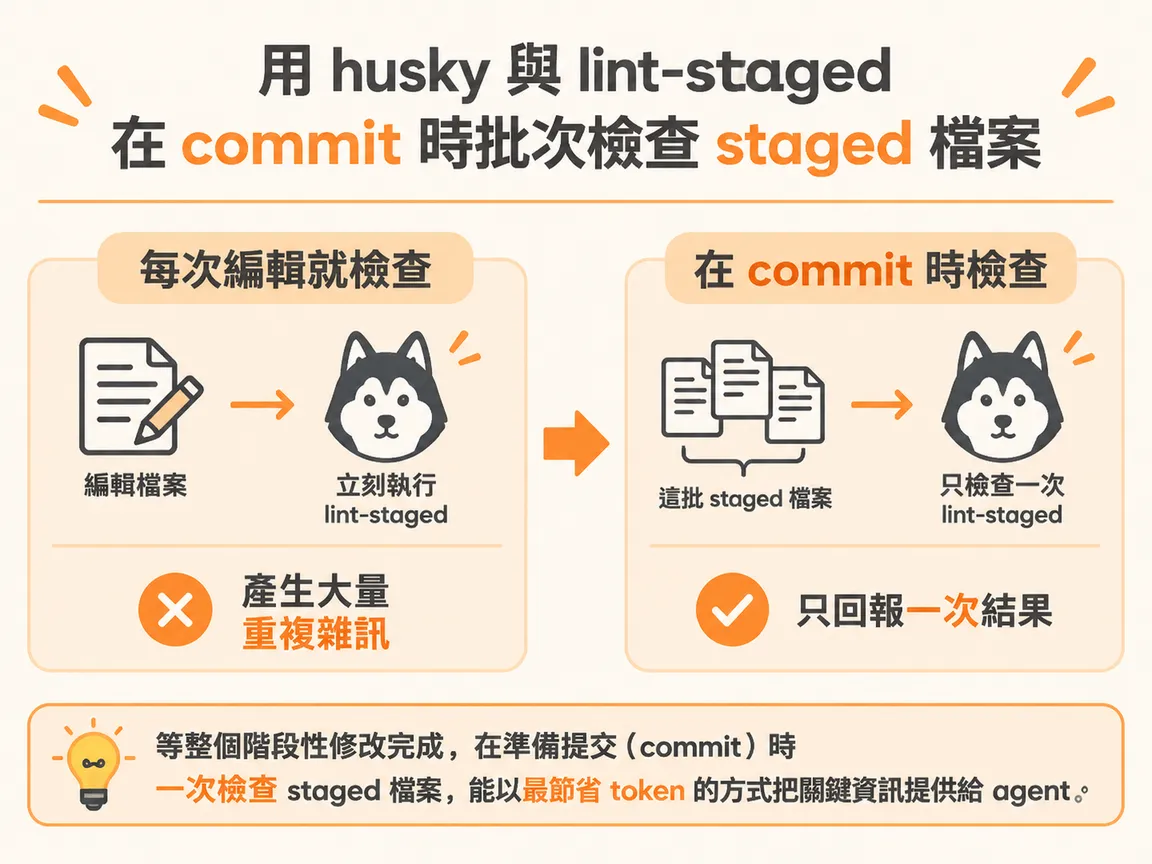 用 husky 與 lint-staged
在 commit 時批次檢查 staged 檔案
每次編輯就檢查
編輯檔案
立刻執行
lint-staged
產生大量
重複雜訊
在 commit 時檢查
這批 staged 檔案
只檢查一次
lint-staged
只回報一次結果
等整個階段性修改完成，在準備提交（commit）時
一次檢查 staged 檔案，能以最節省 token 的方式把關鍵資訊提供給 agent。